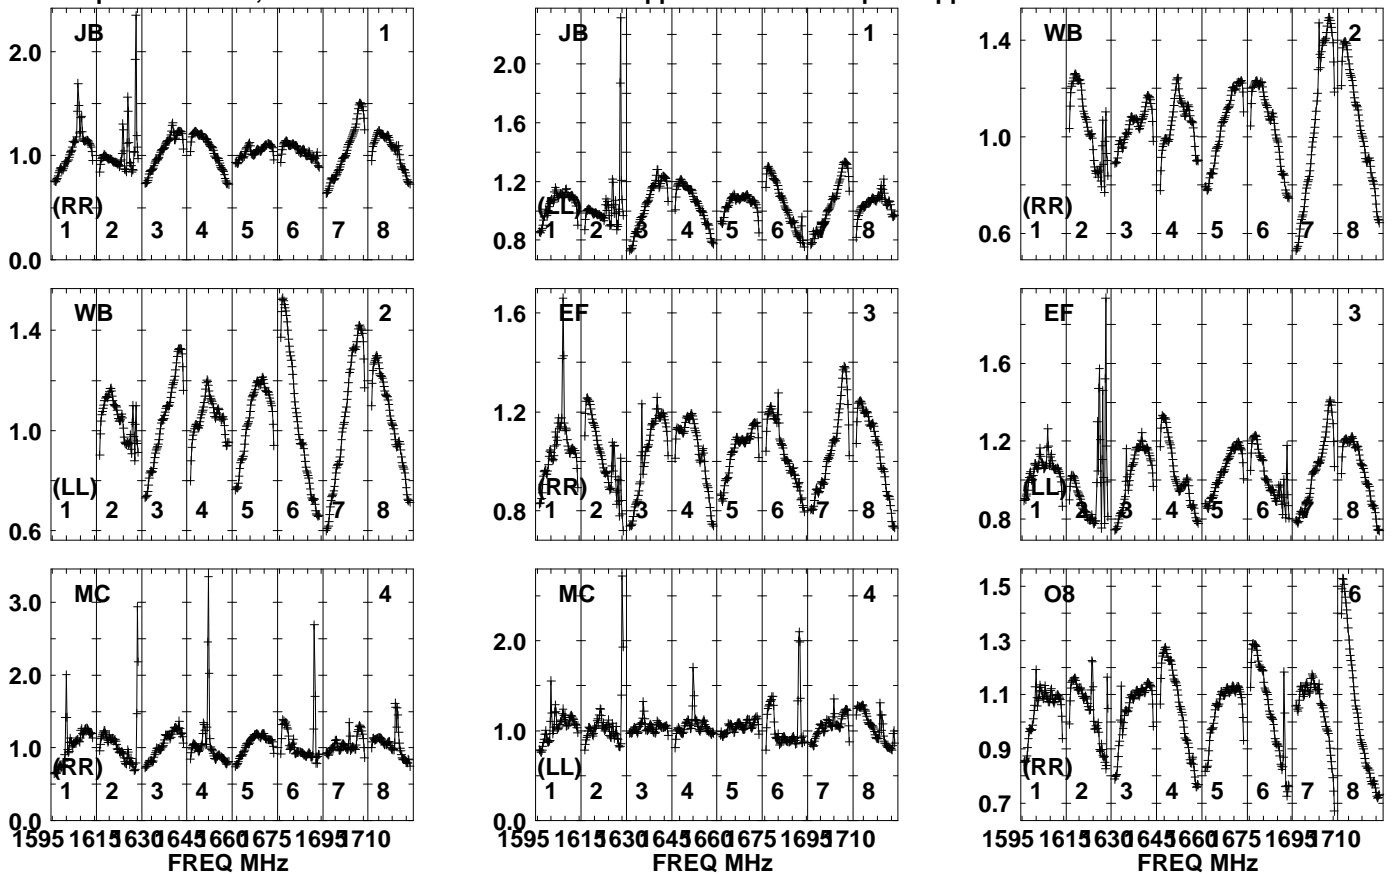 JB 1
JB 1
WB 2
2.0
1.0
0.0
(RR)
1 2 3 4 5 6 7 8
2.0
1.6
1.2
0.8
(LL)
1 2 3 4 5 6 7 8
1.4
1.0
0.6
(RR)
1 2 3 4 5 6 7 8
WB 2
EF 3
EF 3
1.4
1.0
0.6
(LL)
1 2 3 4 5 6 7 8
1.6
1.2
0.8
(RR)
1 2 3 4 5 6 7 8
1.6
1.2
0.8
(LL)
1 2 3 4 5 6 7 8
MC 4
MC 4
O8 6
3.0
2.0
1.0
0.0
(RR)
1 2 3 4 5 6 7 8
2.0
1.0
0.0
(LL)
1 2 3 4 5 6 7 8
1.5
1.3
1.1
0.9
0.7
(RR)
1 2 3 4 5 6 7 8
1595 1615 1630 1645 1660 1675 1695 1710
1595 1615 1630 1645 1660 1675 1695 1710
1595 1615 1630 1645 1660 1675 1695 1710
FREQ MHz
FREQ MHz
FREQ MHz